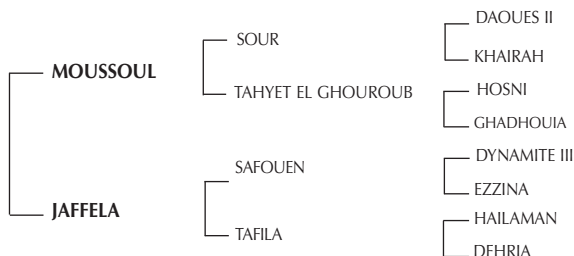 DAOUES II
SOUR
KHAIRAH
MOUSSOUL
HOSNI
TAHYET EL GHOUROUB
GHADHOUIA
DYNAMITE III
SAFOUEN
EZZINA
JAFFELA
HAILAMAN
TAFILA
DEHRIA